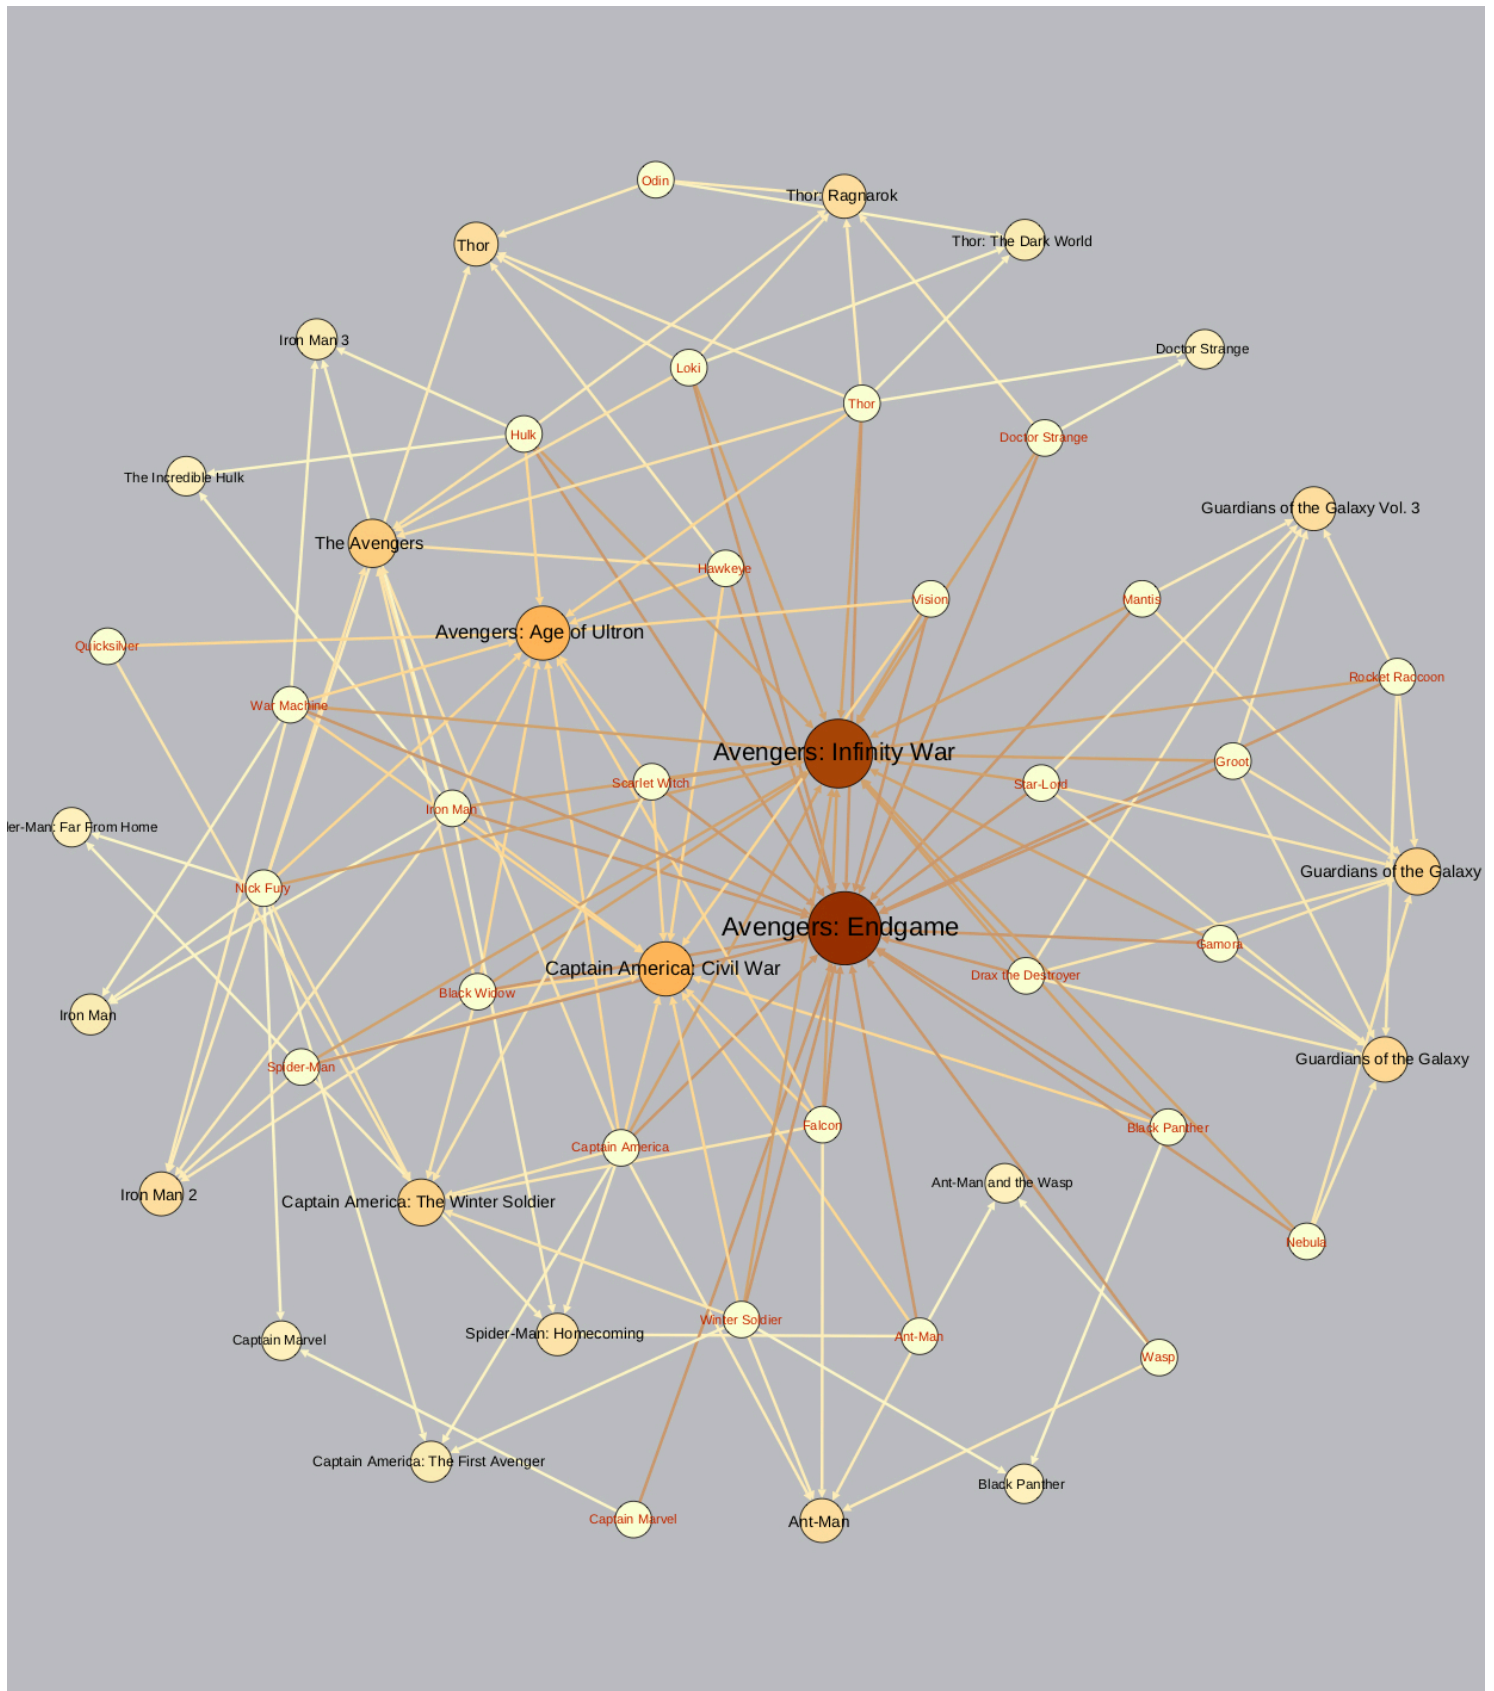 Odin
Thor: Ragnarok
Thor
Thor: The Dark World
Iron Man 3
Doctor Strange
Loki
Thor
Hulk
Doctor Strange
The Incredible Hulk
Guardians of the Galaxy Vol. 3
The Avengers
Hawkeye
Vision
Mantis
Avengers: Age of Ultron
Quicksilver
Rocket Raccoon
War Machine
Avengers: Infinity War
Groot
Scarlet Witch
Star-Lord
Iron Man
ler-Man: Far From Home
Guardians of the Galaxy
Nick Fury
Avengers: Endgame
Gamora
Captain America: Civil War
Drax the Destroyer
Black Widow
Iron Man
Guardians of the Galaxy
Spider-Man
Falcon
Black Panther
Captain America
Ant-Man and the Wasp
Iron Man 2
Captain America: The Winter Soldier
Nebula
Winter Soldier
Spider-Man: Homecoming
Ant-Man
Captain Marvel
Wasp
Captain America: The First Avenger
Black Panther
Captain Marvel
Ant-Man